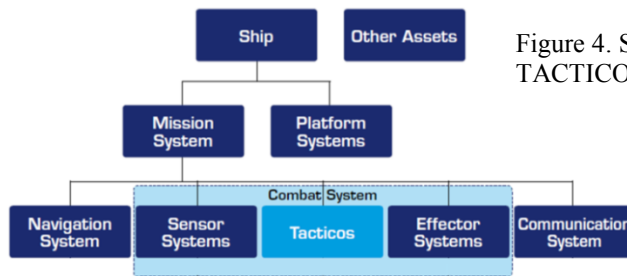 Ship
Other Assets
Figure 4. S
TACTICO
Mission
System
Platform
Systems
Combat System
Navigation
System
Sensor
Systems
Tacticos
Effector
Systems
Communication
System